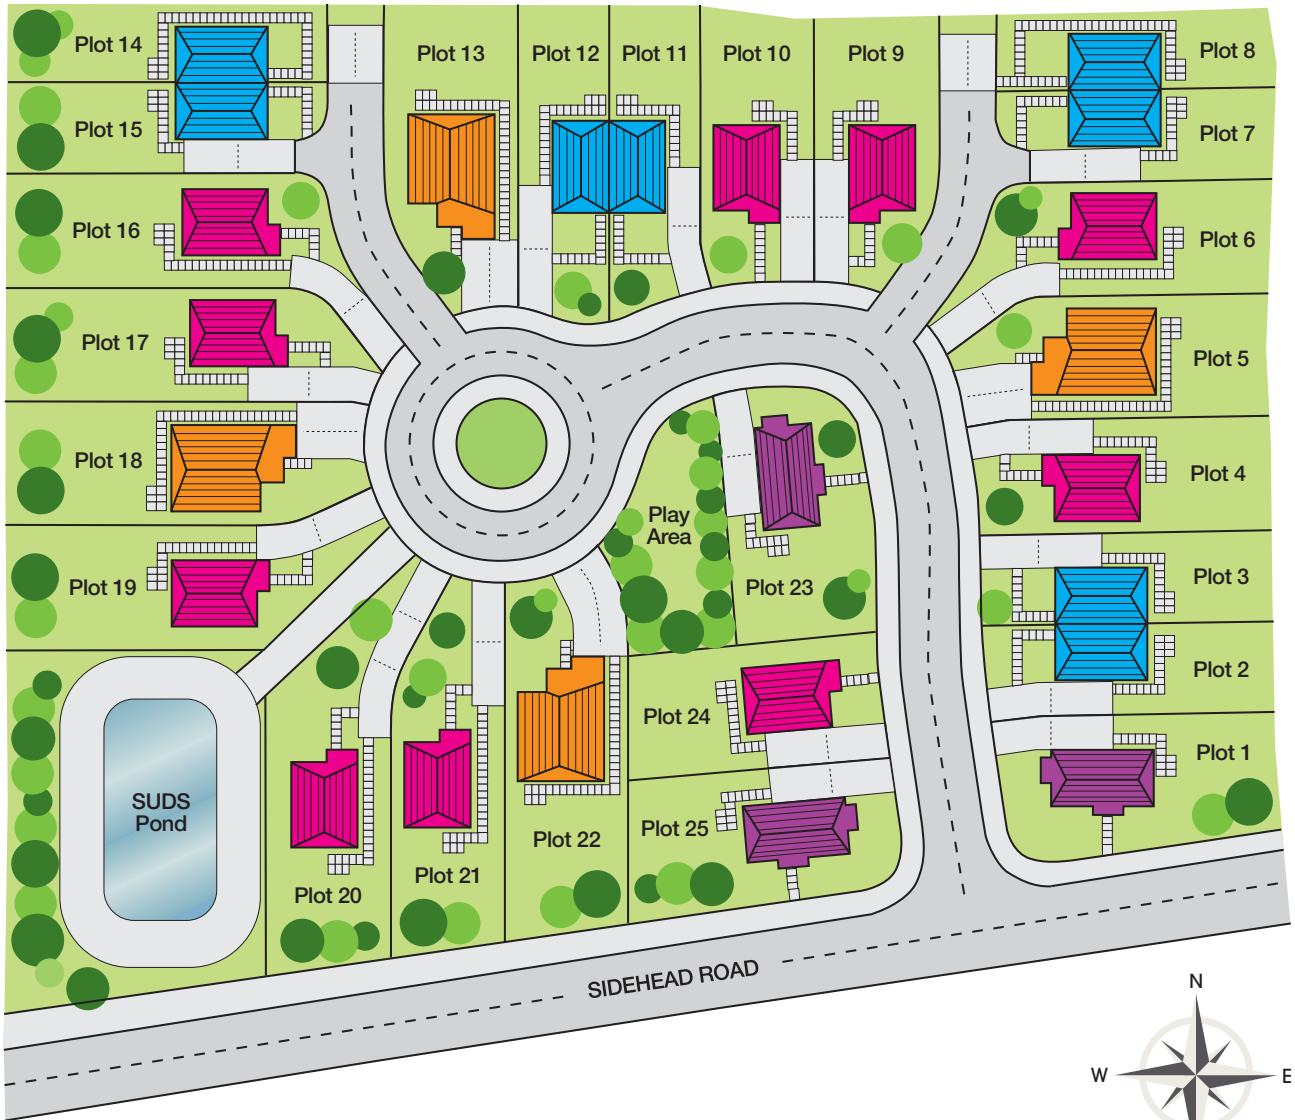 Plot 14
Plot 13
Plot 12
Plot 11
Plot 10
Plot 9
Plot 8
Plot 15
Plot 7
Plot 16
Plot 6
Plot 17
Plot 5
Plot 18
Plot 4
Play
Area
Plot 19
Plot 23
Plot 3
Plot 2
Plot 24
Plot 1
SUDS
Pond
Plot 25
Plot 22
Plot 21
Plot 20
SIDEHEAD ROAD
N
W
E